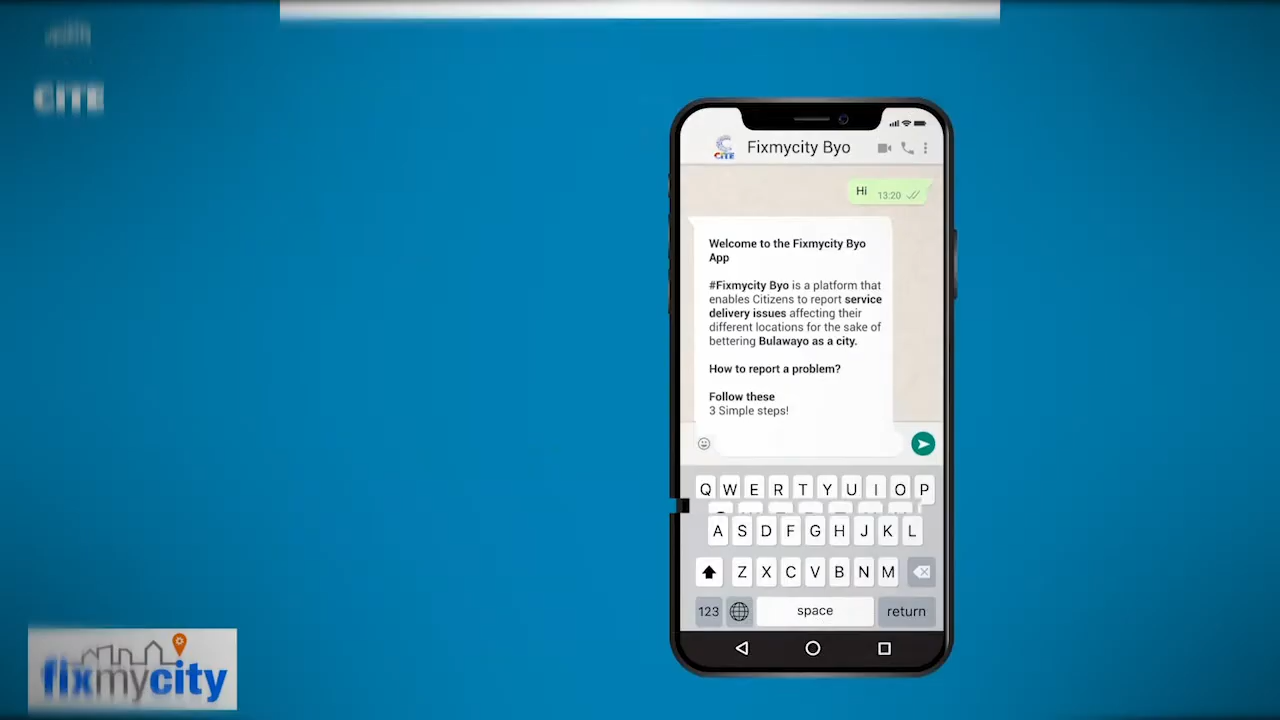 CITE
CITE
Fixmycity Byo
Hi
13:20
Welcome to the Fixmycity Byo
App
#Fixmycity Byo is a platform that
enables Citizens to report service
delivery issues affecting their
different locations for the sake of
bettering Bulawayo as a city.
How to report a problem?
Follow these
3 Simple steps!
Q W E R T Y U I O P
A S D F G H J K L
Z X C V B N M
123 space return
fixmycity